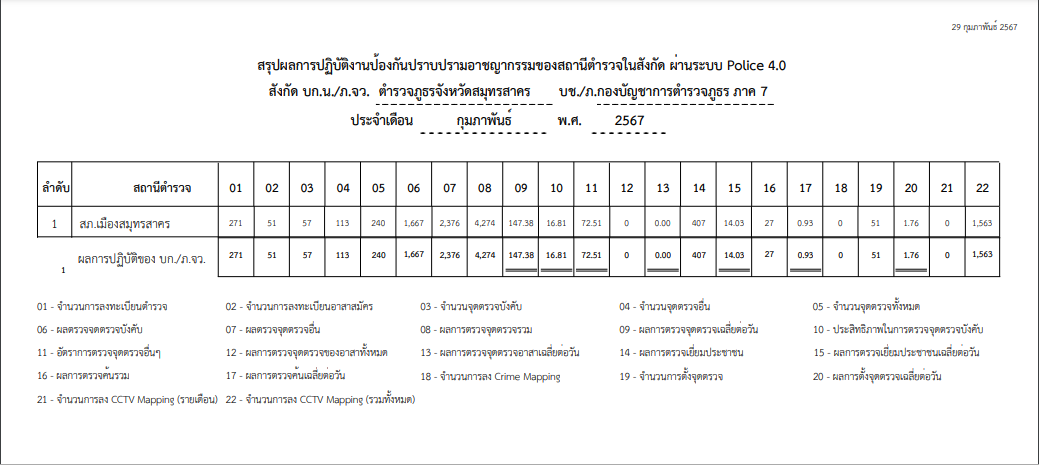 29 กุมภาพันธ์ 2567
สรุปผลการปฏิบัติงานป้องกันปราบปรามอาชญากรรมของสถานีตำรวจในสังกัด ผ่านระบบ Police 4.0
สังกัด บก.น./ภ.จว. ตำรวจภูธรจังหวัดสมุทรสาคร บช./ภ.กองบัญชาการตำรวจภูธร ภาค 7
ประจำเดือน กุมภาพันธ์ พ.ศ. 2567
ลำดับ สถานีตำรวจ 01 02 03 04 05 06 07 08 09 10 11 12 13 14 15 16 17 18 19 20 21 22
1 สภ.เมืองสมุทรสาคร 271 51 57 113 240 1,667 2,376 4,274 147.38 16.81 72.51 0 0.00 407 14.03 27 0.93 0 51 1.76 0 1,563
1 ผลการปฏิบัติของ บก./ภ.จว. 271 51 57 113 240 1,667 2,376 4,274 147.38 16.81 72.51 0 0.00 407 14.03 27 0.93 0 51 1.76 0 1,563
01 - จำนวนการลงทะเบียนตำรวจ 02 - จำนวนการลงทะเบียนอาสาสมัคร 03 - จำนวนจุดตรวจบังคับ 04 - จำนวนจุดตรวจอื่น 05 - จำนวนจุดตรวจทั้งหมด
06 - ผลตรวจจดตรวจบังคับ 07 - ผลตรวจจุดตรวจอื่น 08 - ผลการตรวจจุดตรวจรวม 09 - ผลการตรวจจุดตรวจเฉลี่ยต่อวัน 10 - ประสิทธิภาพในการตรวจจุดตรวจบังคับ
11 - อัตราการตรวจจุดตรวจอื่นๆ 12 - ผลการตรวจจุดตรวจของอาสาทั้งหมด 13 - ผลการตรวจจุดตรวจอาสาเฉลี่ยต่อวัน 14 - ผลการตรวจเยี่ยมประชาชน 15 - ผลการตรวจเยี่ยมประชาชนเฉลี่ยต่อวัน
16 - ผลการตรวจค้นรวม 17 - ผลการตรวจค้นเฉลี่ยต่อวัน 18 - จำนวนการลง Crime Mapping 19 - จำนวนการตั้งจุดตรวจ 20 - ผลการตั้งจุดตรวจเฉลี่ยต่อวัน
21 - จำนวนการลง CCTV Mapping (รายเดือน) 22 - จำนวนการลง CCTV Mapping (รวมทั้งหมด)